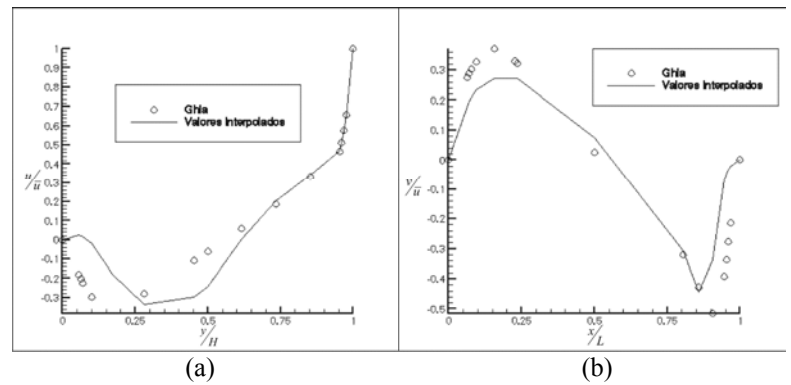 1
0.9
0.8
0.7
0.6
0.5
0.4
0.3
0.2
0.1
0
-0.1
-0.2
-0.3
u/u̅
Ghia
Valores Interpolados
0 0.25 0.5 0.75 1
y/H
(a)
0.3
0.2
0.1
0
-0.1
-0.2
-0.3
-0.4
-0.5
v/u̅
Ghia
Valores Interpolados
0 0.25 0.5 0.75 1
x/L
(b)